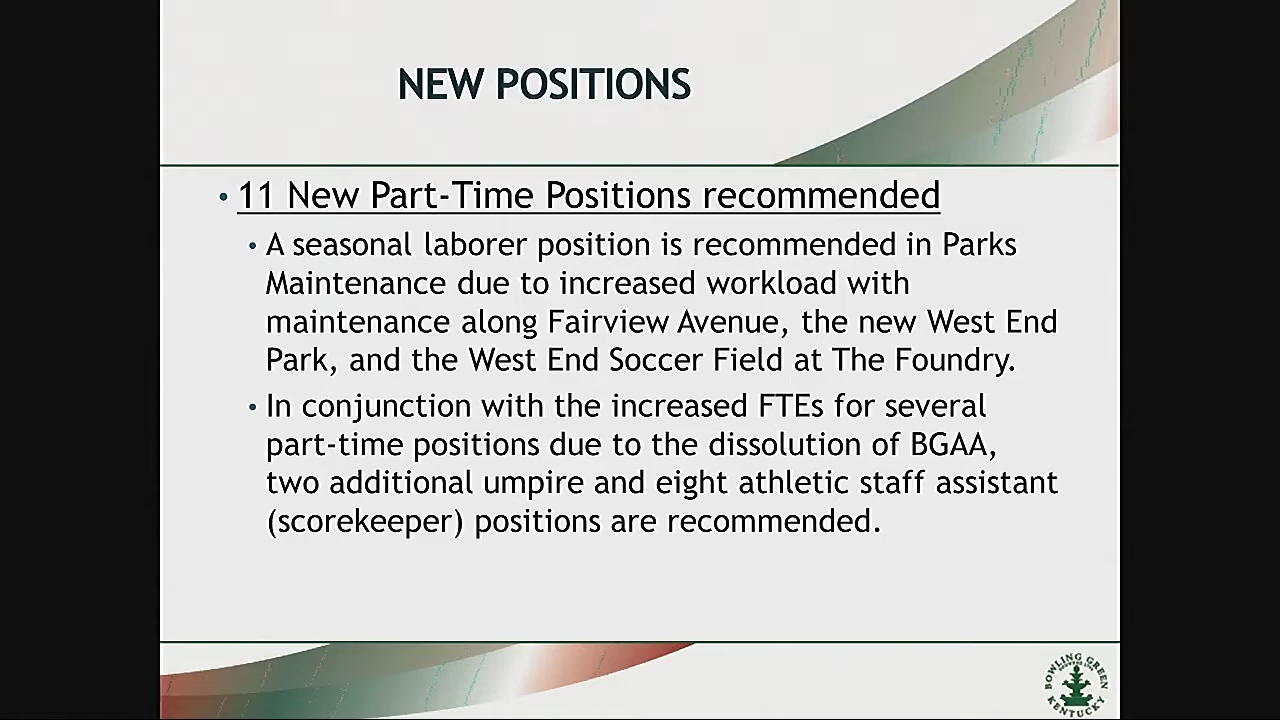 NEW POSITIONS
• 11 New Part-Time Positions recommended
• A seasonal laborer position is recommended in Parks
Maintenance due to increased workload with
maintenance along Fairview Avenue, the new West End
Park, and the West End Soccer Field at The Foundry.
• In conjunction with the increased FTEs for several
part-time positions due to the dissolution of BGAA,
two additional umpire and eight athletic staff assistant
(scorekeeper) positions are recommended.
BOWLING GREEN
KENTUCKY